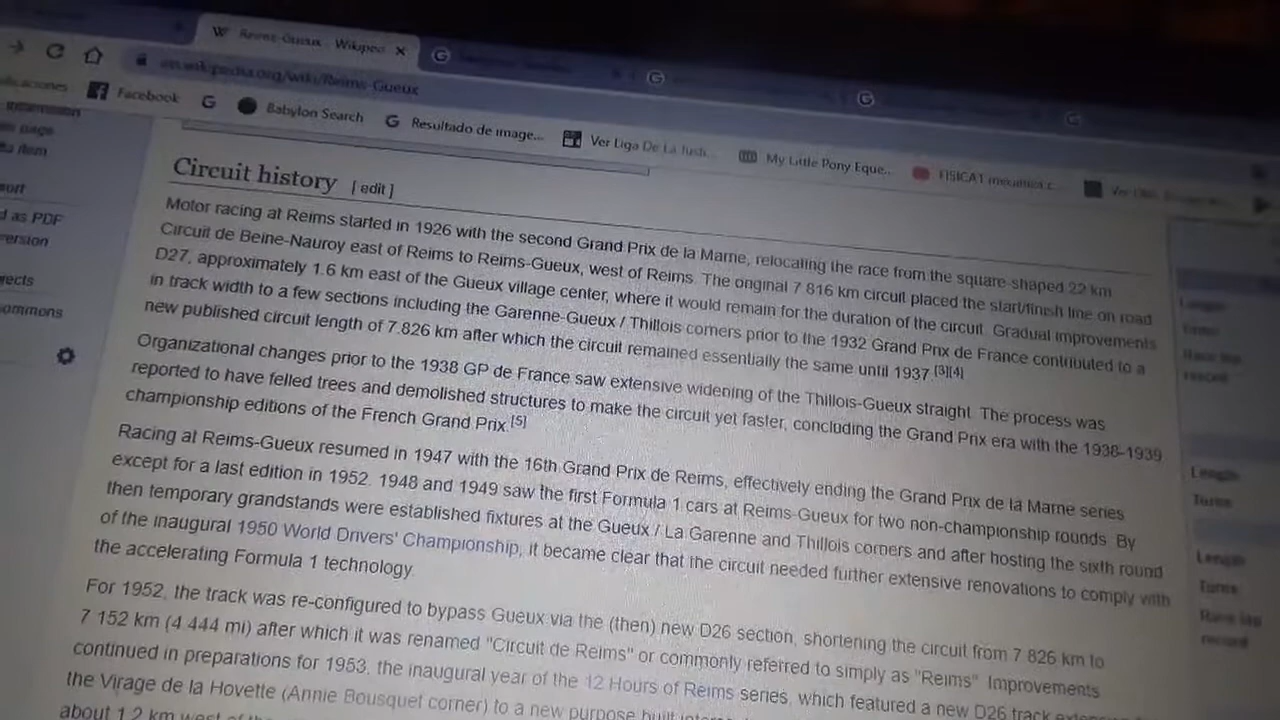 Reims-Gueux - Wikiped
en.wikipedia.org/wiki/Reims-Gueux
Facebook
Babylon Search
Resultado de image...
Ver Liga De La Justi...
My Little Pony Eque...
FISICA1 mecanica c...
Circuit history [ edit ]
Motor racing at Reims started in 1926 with the second Grand Prix de la Marne, relocating the race from the square-shaped 22 km
Circuit de Beine-Nauroy east of Reims to Reims-Gueux, west of Reims. The original 7.816 km circuit placed the start/finish line on road
D27, approximately 1.6 km east of the Gueux village center, where it would remain for the duration of the circuit. Gradual improvements
in track width to a few sections including the Garenne-Gueux / Thillois corners prior to the 1932 Grand Prix de France contributed to a
new published circuit length of 7.826 km after which the circuit remained essentially the same until 1937.[3][4]
Organizational changes prior to the 1938 GP de France saw extensive widening of the Thillois-Gueux straight. The process was
reported to have felled trees and demolished structures to make the circuit yet faster, concluding the Grand Prix era with the 1938-1939
championship editions of the French Grand Prix.[5]
Racing at Reims-Gueux resumed in 1947 with the 16th Grand Prix de Reims, effectively ending the Grand Prix de la Marne series
except for a last edition in 1952. 1948 and 1949 saw the first Formula 1 cars at Reims-Gueux for two non-championship rounds. By
then temporary grandstands were established fixtures at the Gueux / La Garenne and Thillois corners and after hosting the sixth round
of the inaugural 1950 World Drivers' Championship, it became clear that the circuit needed further extensive renovations to comply with
the accelerating Formula 1 technology.
For 1952, the track was re-configured to bypass Gueux via the (then) new D26 section, shortening the circuit from 7.826 km to
7.152 km (4.444 mi) after which it was renamed "Circuit de Reims" or commonly referred to simply as "Reims". Improvements
continued in preparations for 1953, the inaugural year of the 12 Hours of Reims series, which featured a new D26 track
the Virage de la Hovette (Annie Bousquet corner) to a new purpose built
about 1.2 km west of the
page
item
d as PDF
version
jects
ommons
Length
Turns
Length
Turns
Race lap
record